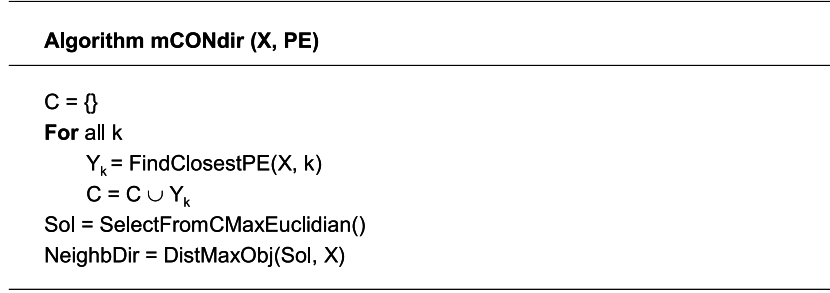 Algorithm mCONdir (X, PE)
C = {}
For all k
Yₖ = FindClosestPE(X, k)
C = C ∪ Yₖ
Sol = SelectFromCMaxEuclidian()
NeighbDir = DistMaxObj(Sol, X)